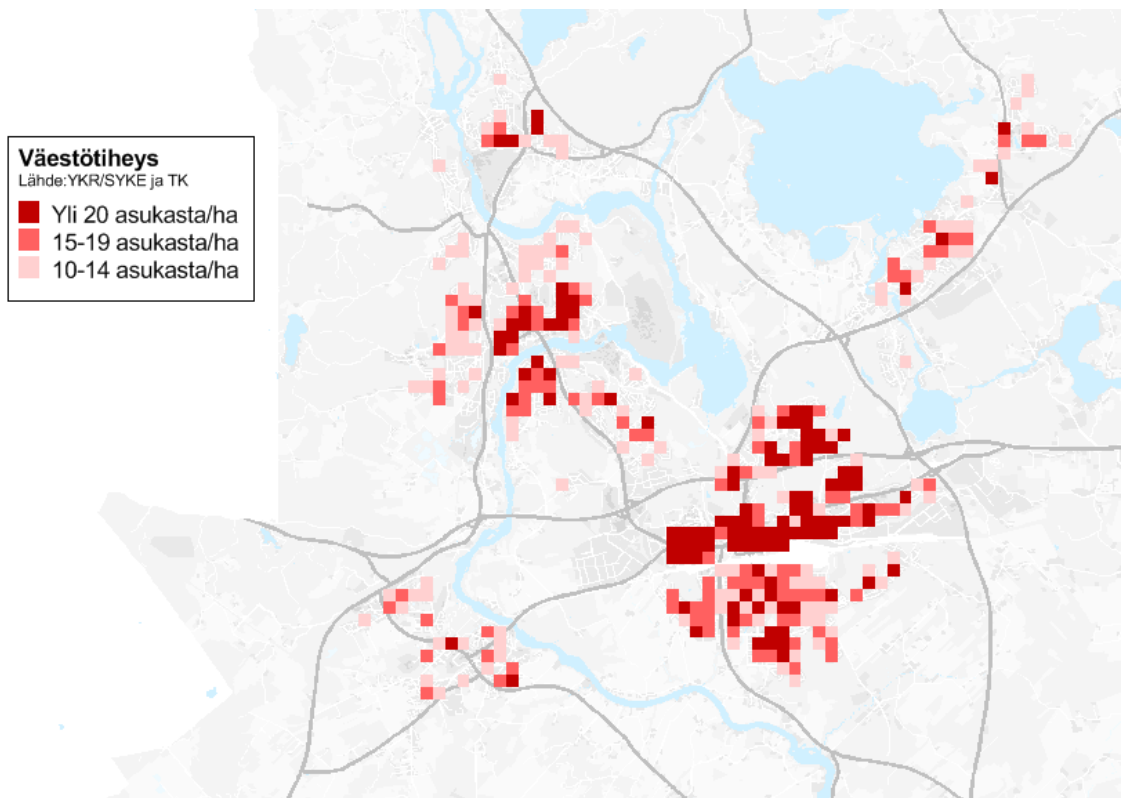 Väestötiheys
Lähde:YKR/SYKE ja TK
Yli 20 asukasta/ha
15-19 asukasta/ha
10-14 asukasta/ha